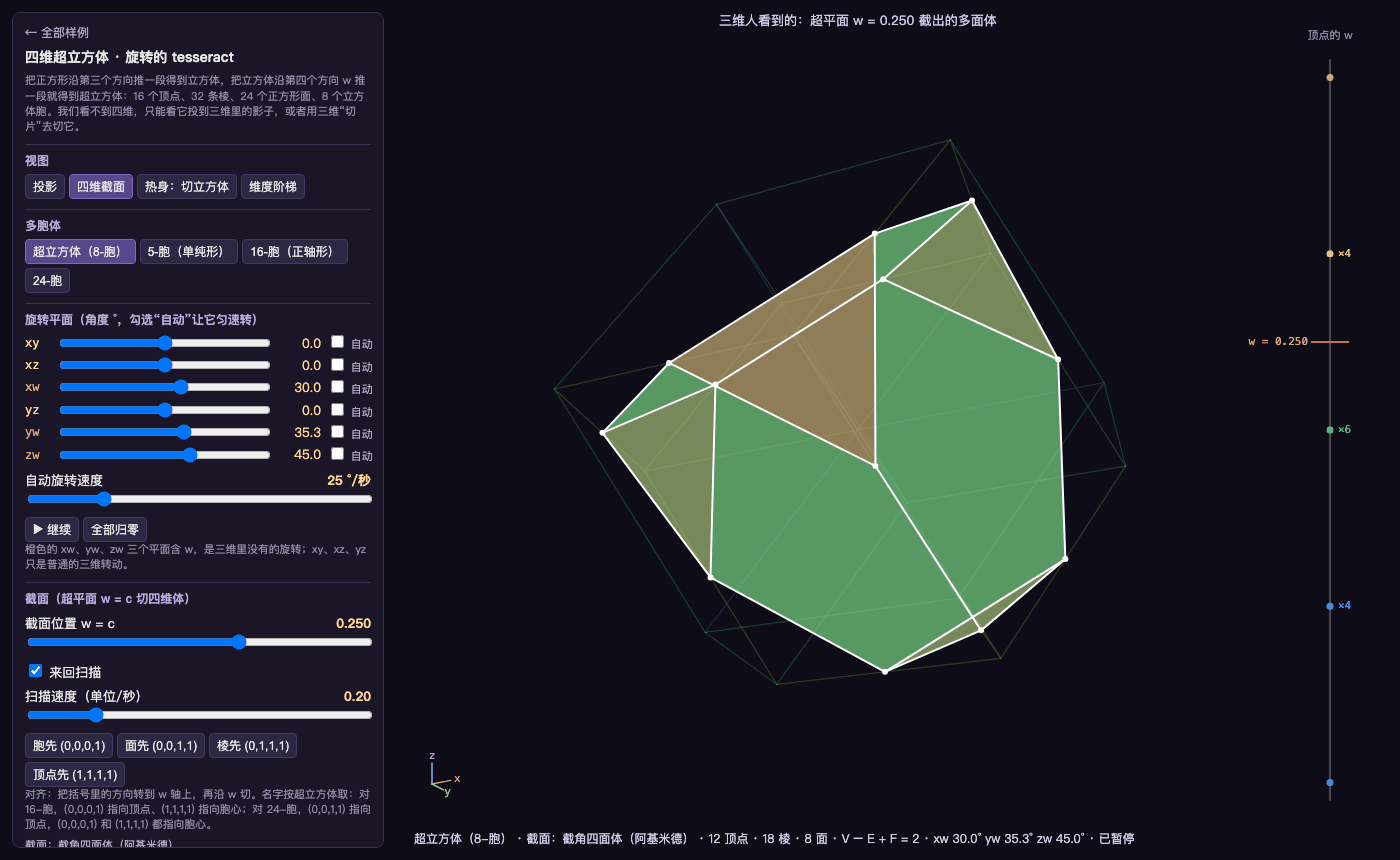 ← 全部样例
四维超立方体 · 旋转的 tesseract
把正方形沿第三个方向推一段得到立方体，把立方体沿第四个方向 w 推
一段就得到超立方体：16 个顶点、32 条棱、24 个正方形面、8 个立方
体胞。我们看不到四维，只能看它投到三维里的影子，或者用三维“切
片”去切它。
视图
投影 四维截面 热身：切立方体 维度阶梯
多胞体
超立方体（8-胞） 5-胞（单纯形） 16-胞（正轴形）
24-胞
旋转平面（角度 °，勾选“自动”让它匀速转）
xy 0.0 自动
xz 0.0 自动
xw 30.0 自动
yz 0.0 自动
yw 35.3 自动
zw 45.0 自动
自动旋转速度 25 °/秒
▶ 继续 全部归零
橙色的 xw、yw、zw 三个平面含 w，是三维里没有的旋转；xy、xz、yz
只是普通的三维转动。
截面（超平面 w = c 切四维体）
截面位置 w = c 0.250
来回扫描
扫描速度（单位/秒） 0.20
胞先 (0,0,0,1) 面先 (0,0,1,1) 棱先 (0,1,1,1)
顶点先 (1,1,1,1)
对齐：把括号里的方向转到 w 轴上，再沿 w 切。名字按超立方体取：对
16–胞，(0,0,0,1) 指向顶点、(1,1,1,1) 指向胞心；对 24–胞，(0,0,1,1) 指向
顶点，(0,0,0,1) 和 (1,1,1,1) 都指向胞心。
截面：截角四面体（阿基米德）
三维人看到的：超平面 w = 0.250 截出的多面体
顶点的 w
×4
w = 0.250
×6
×4
z
x
y
超立方体（8–胞） · 截面：截角四面体（阿基米德） · 12 顶点 · 18 棱 · 8 面 · V − E + F = 2 · xw 30.0° yw 35.3° zw 45.0° · 已暂停